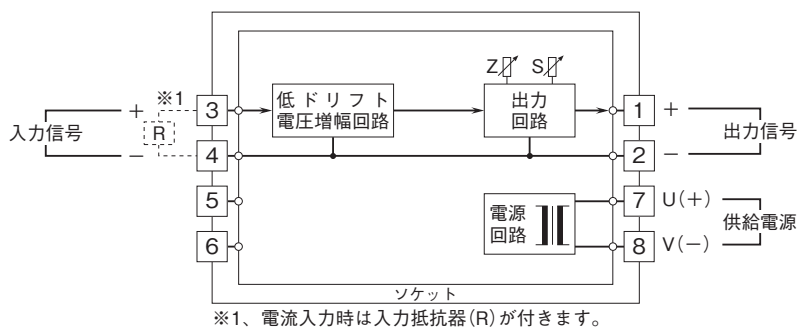 ※1
入力信号
+
R
−
3
4
5
6
低ドリフト
電圧増幅回路
Z
S
出力
回路
電源
回路
1
2
7
8
+
−
出力信号
U(+)
V(−)
供給電源
ソケット
※1、電流入力時は入力抵抗器(R)が付きます。